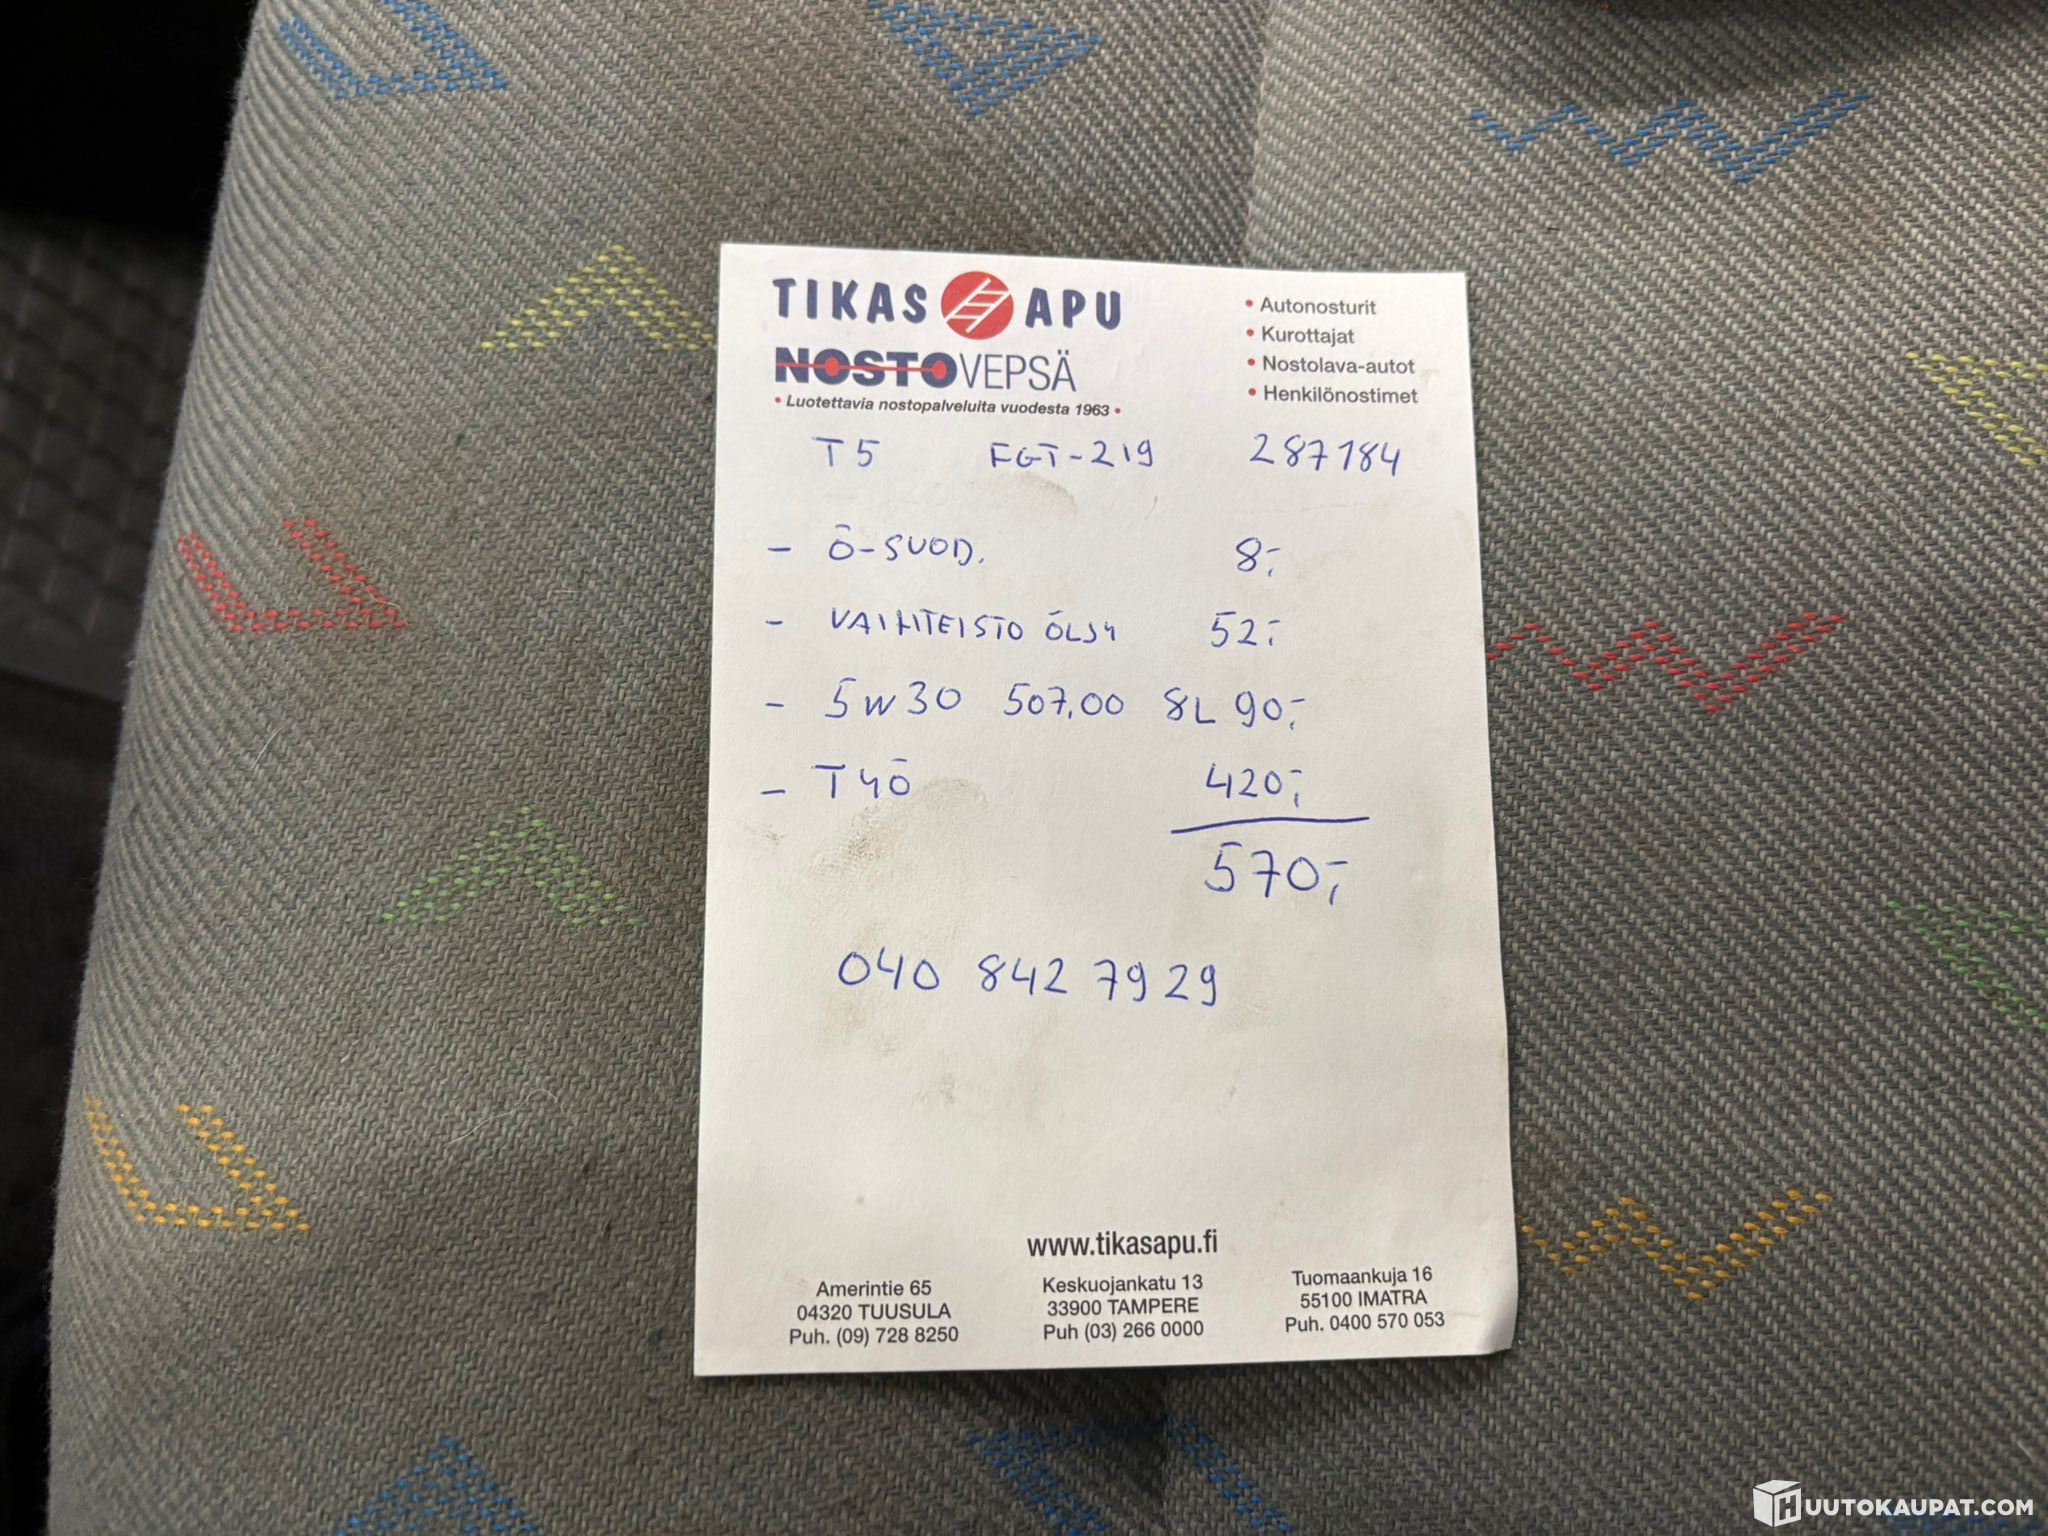 TIKAS APU
NOSTOVEPSÄ
• Luotettavia nostopalveluita vuodesta 1963 •
• Autonosturit
• Kurottajat
• Nostolava-autot
• Henkilönostimet
T5 FGT-219 287184
- Ö-SUOD. 8,-
- VAIHTEISTO ÖLJY 52,-
- 5W30 507,00 8L 90,-
- TYÖ 420,-
570,-
040 842 7929
www.tikasapu.fi
Amerintie 65
04320 TUUSULA
Puh. (09) 728 8250
Keskuojankatu 13
33900 TAMPERE
Puh (03) 266 0000
Tuomaankuja 16
55100 IMATRA
Puh. 0400 570 053
HUUTOKAUPAT.COM